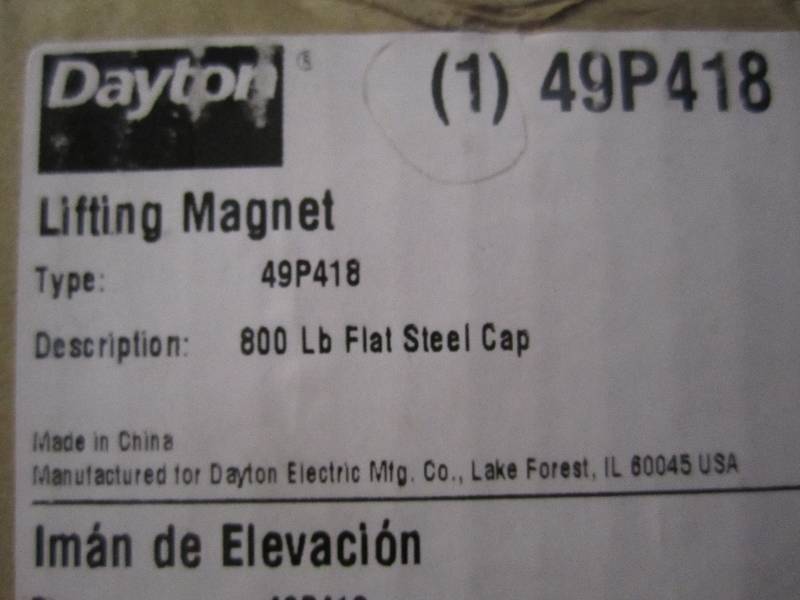 Dayton ®
(1) 49P418
Lifting Magnet
Type: 49P418
Description: 800 Lb Flat Steel Cap
Made in China
Manufactured for Dayton Electric Mfg. Co., Lake Forest, IL 60045 USA
Imán de Elevación
49P418